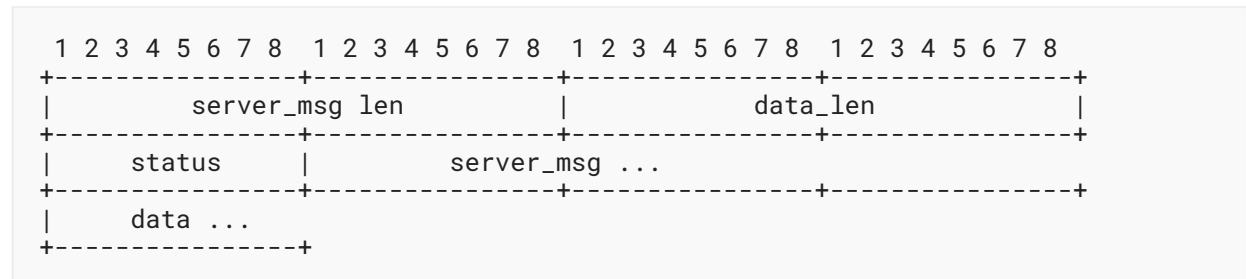 1 2 3 4 5 6 7 8  1 2 3 4 5 6 7 8  1 2 3 4 5 6 7 8  1 2 3 4 5 6 7 8
+----------------+----------------+----------------+----------------+
|         server_msg len          |            data_len             |
+----------------+----------------+----------------+----------------+
|     status     |         server_msg ...
+----------------+----------------+----------------+----------------+
|     data ...
+----------------+